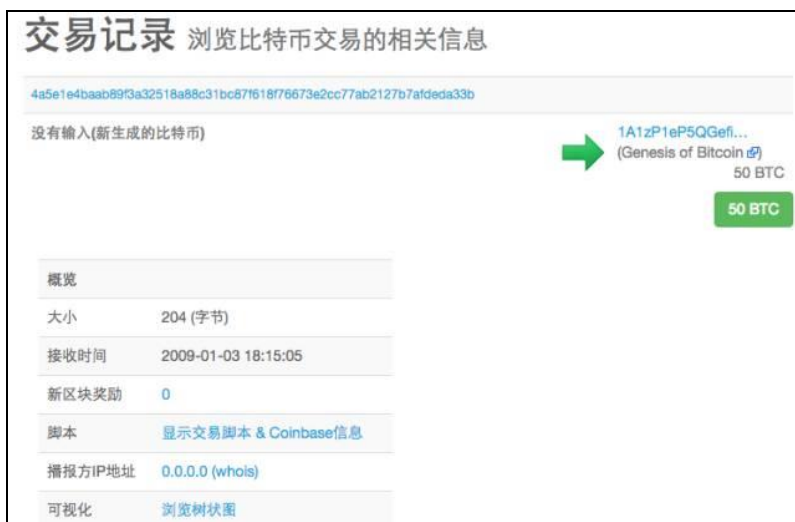 交易记录 浏览比特币交易的相关信息
4a5e1e4baab89f3a32518a88c31bc87f618f76673e2cc77ab2127b7afdeda33b
没有输入(新生成的比特币)
1A1zP1eP5QGefi...
(Genesis of Bitcoin)
50 BTC
50 BTC
概览
大小 204 (字节)
接收时间 2009-01-03 18:15:05
新区块奖励 0
脚本 显示交易脚本 & Coinbase信息
播报方IP地址 0.0.0.0 (whois)
可视化 浏览树状图